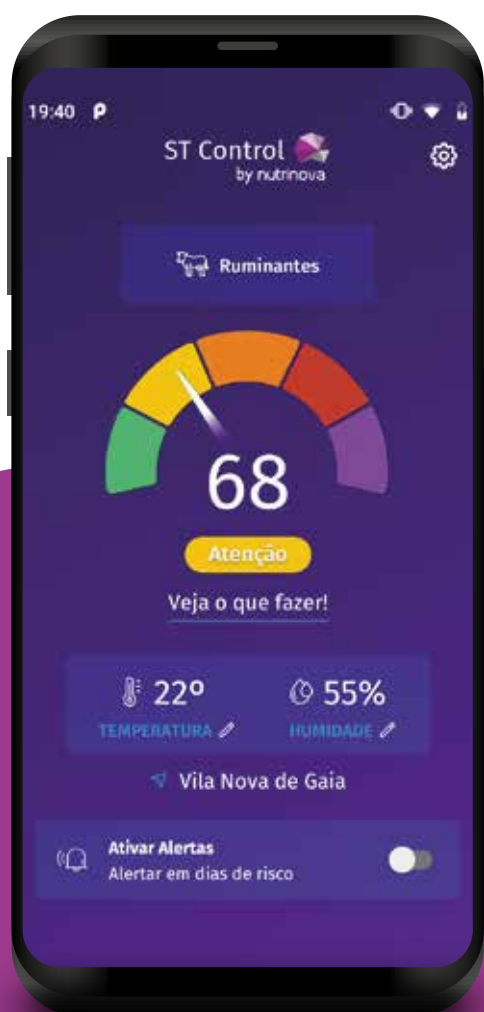 19:40
ST Control
by nutrinova
Ruminantes
68
Atenção
Veja o que fazer!
22º 55%
TEMPERATURA HUMIDADE
Vila Nova de Gaia
Ativar Alertas
Alertar em dias de risco